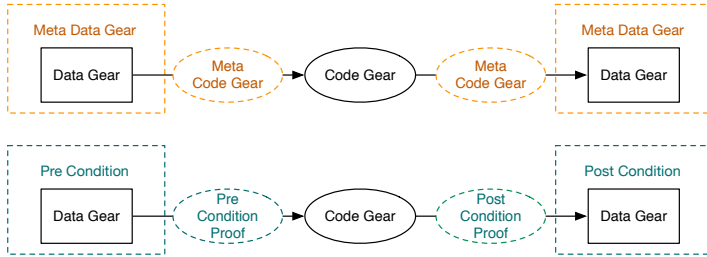 Meta Data Gear
Data Gear
Meta
Code Gear
Code Gear
Meta
Code Gear
Meta Data Gear
Data Gear
Pre Condition
Data Gear
Pre
Condition
Proof
Code Gear
Post
Condition
Proof
Post Condition
Data Gear